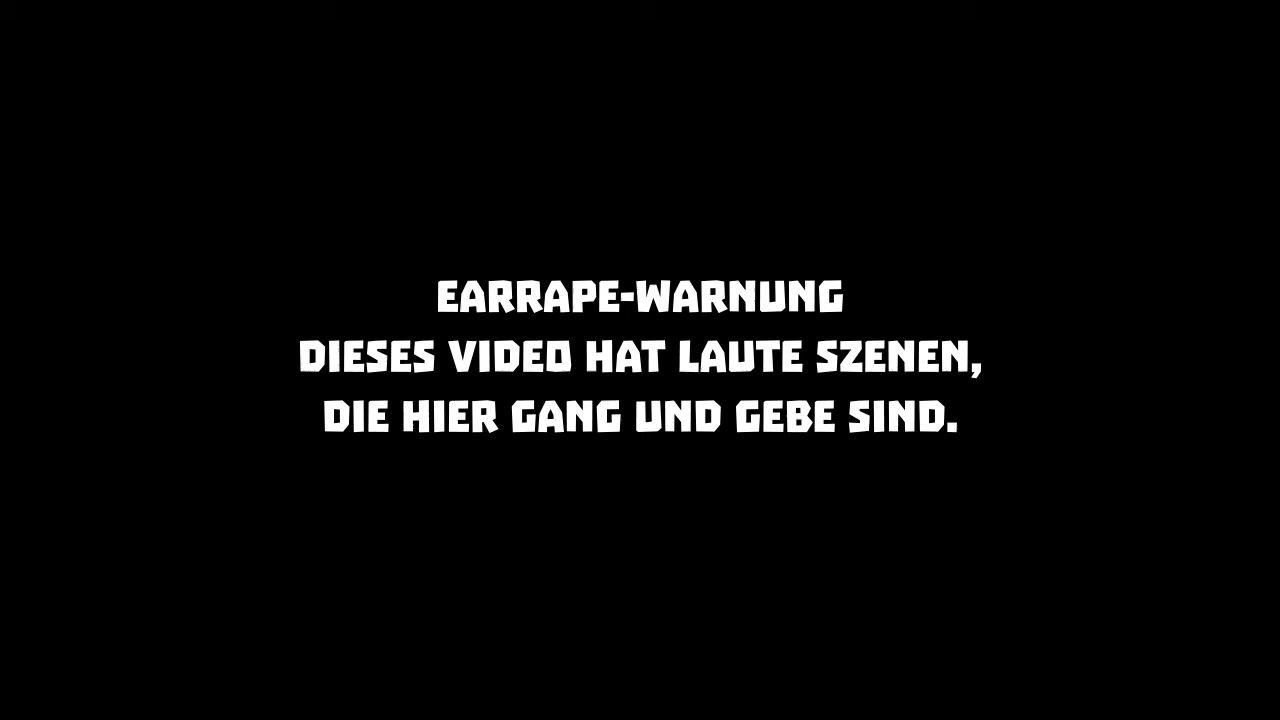 EARRAPE-WARNUNG
DIESES VIDEO HAT LAUTE SZENEN,
DIE HIER GANG UND GEBE SIND.